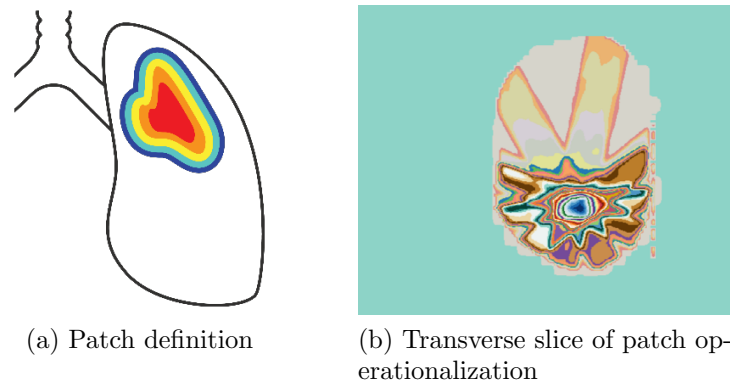 (a) Patch definition
(b) Transverse slice of patch op-
erationalization